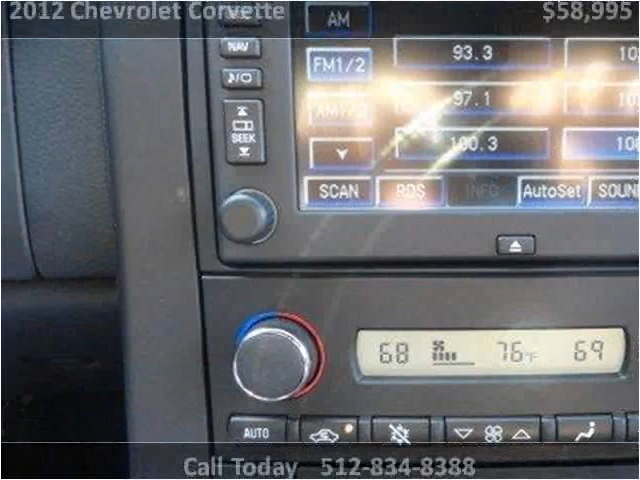 2012 Chevrolet Corvette $58,995
AM
NAV
93.3
FM1/2
97.1
AM1/2
SEEK
100.3
SCAN RDS INFO AutoSet SOUN
68 76°F 69
AUTO
Call Today 512-834-8388